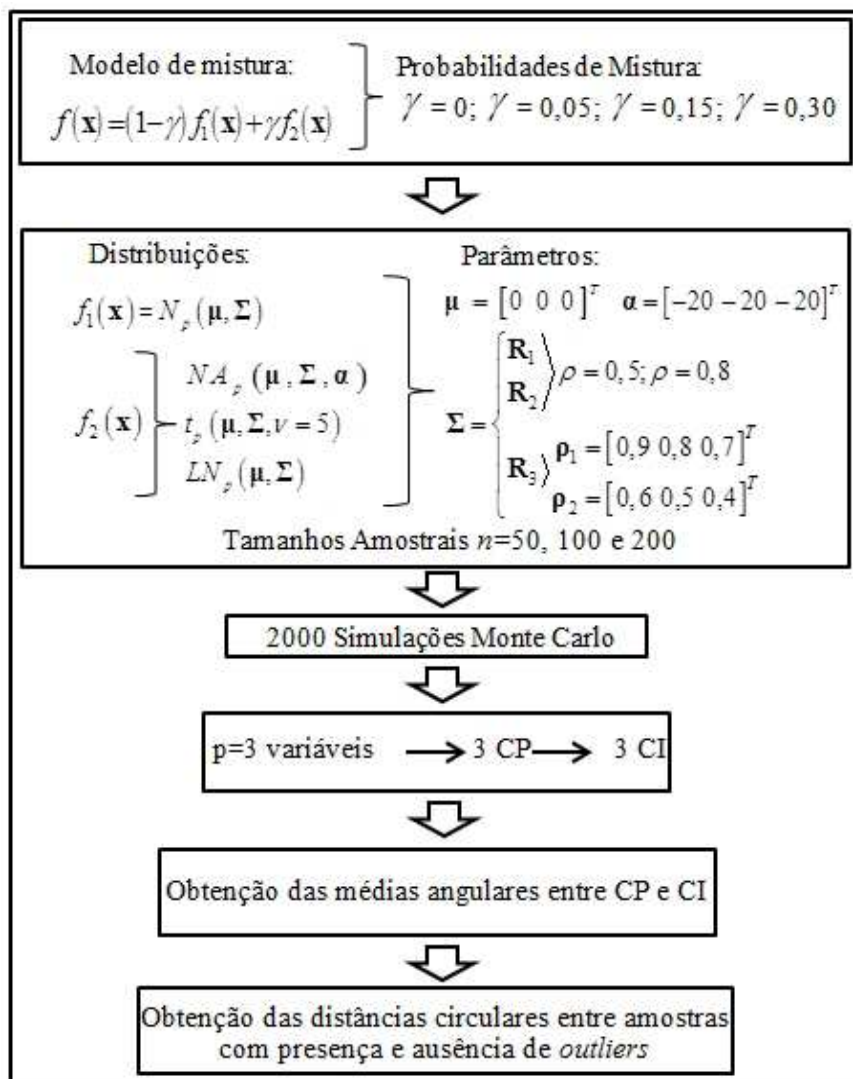 Modelo de mistura:
f(x)=(1−γ)f₁(x)+γf₂(x)
Probabilidades de Mistura:
γ = 0; γ = 0,05; γ = 0,15; γ = 0,30
Distribuições:
f₁(x)=Nₚ(μ,Σ)
f₂(x)
NAₚ(μ,Σ,α)
tₚ(μ,Σ,ν=5)
LNₚ(μ,Σ)
Parâmetros:
μ = [0 0 0]ᵀ α=[−20 −20 −20]ᵀ
Σ=
R₁
R₂
ρ=0,5; ρ=0,8
R₃
ρ₁=[0,9 0,8 0,7]ᵀ
ρ₂=[0,6 0,5 0,4]ᵀ
Tamanhos Amostrais n=50, 100 e 200
2000 Simulações Monte Carlo
p=3 variáveis → 3 CP → 3 CI
Obtenção das médias angulares entre CP e CI
Obtenção das distâncias circulares entre amostras
com presença e ausência de outliers